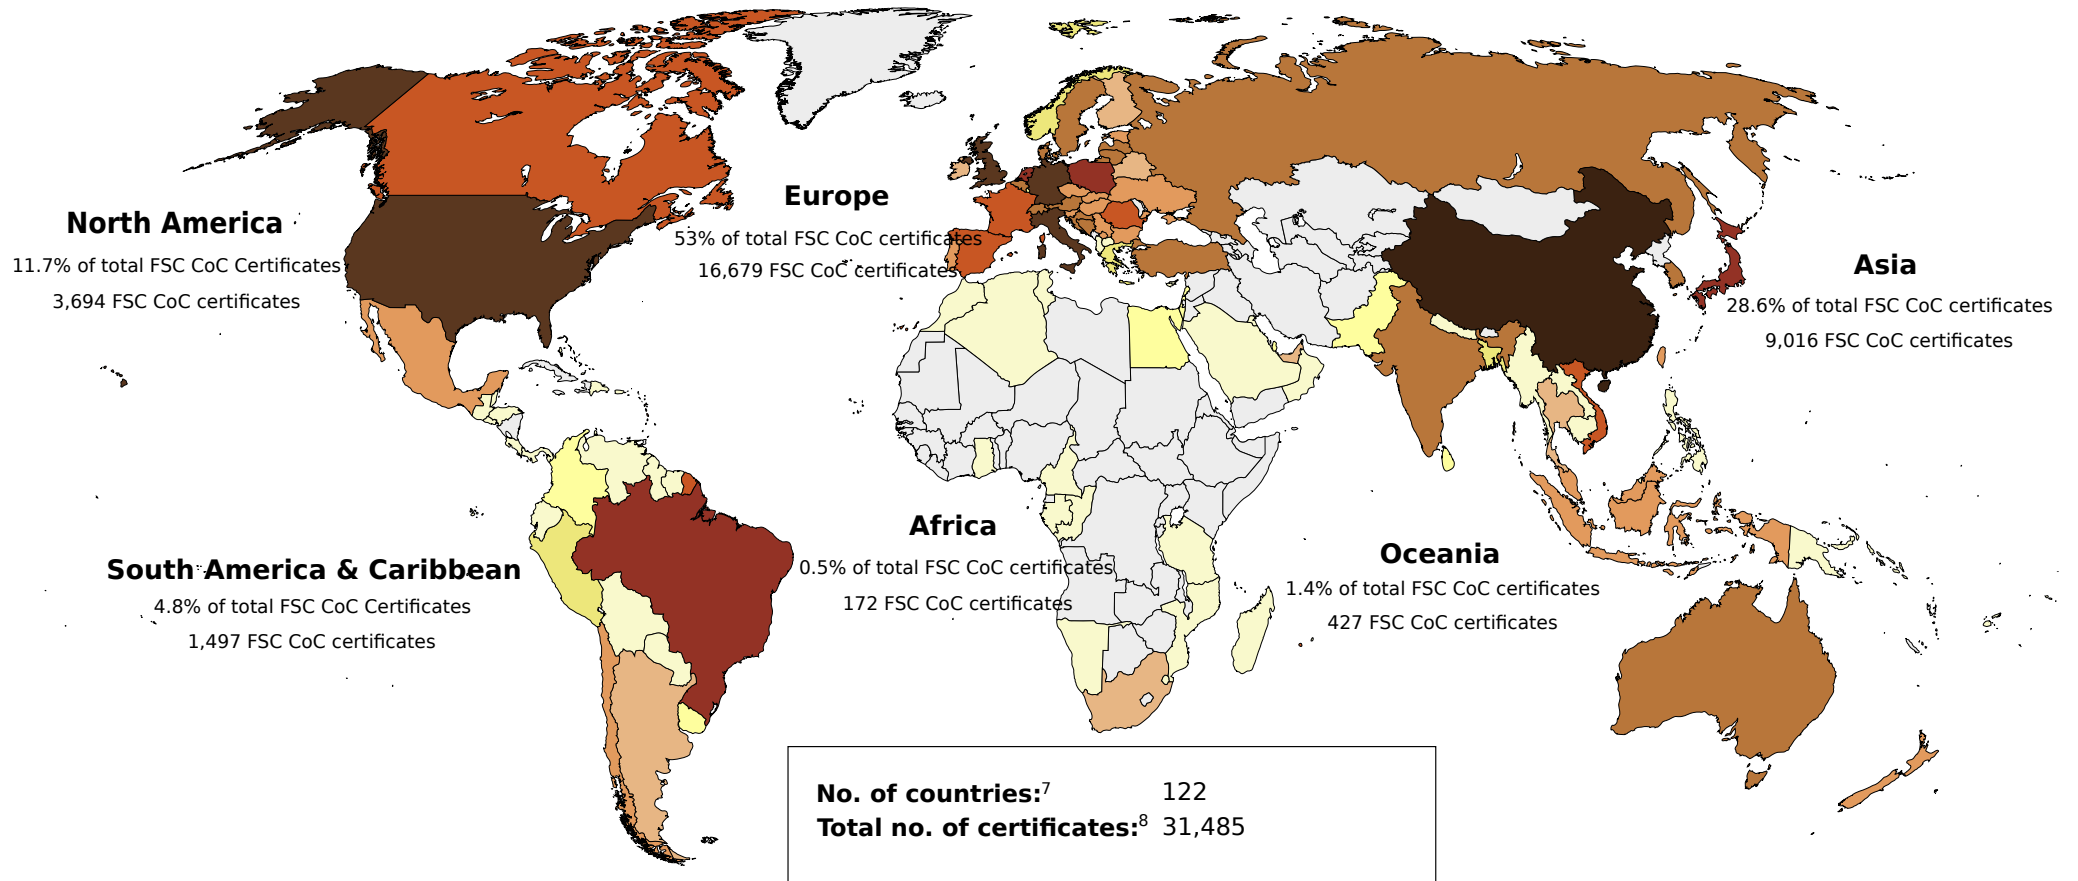 North America
11.7% of total FSC CoC Certificates
3,694 FSC CoC certificates
Europe
53% of total FSC CoC certificates
16,679 FSC CoC certificates
Asia
28.6% of total FSC CoC certificates
9,016 FSC CoC certificates
South America & Caribbean
4.8% of total FSC CoC Certificates
1,497 FSC CoC certificates
Africa
0.5% of total FSC CoC certificates
172 FSC CoC certificates
Oceania
1.4% of total FSC CoC certificates
427 FSC CoC certificates
No. of countries:⁷ 122
Total no. of certificates:⁸ 31,485